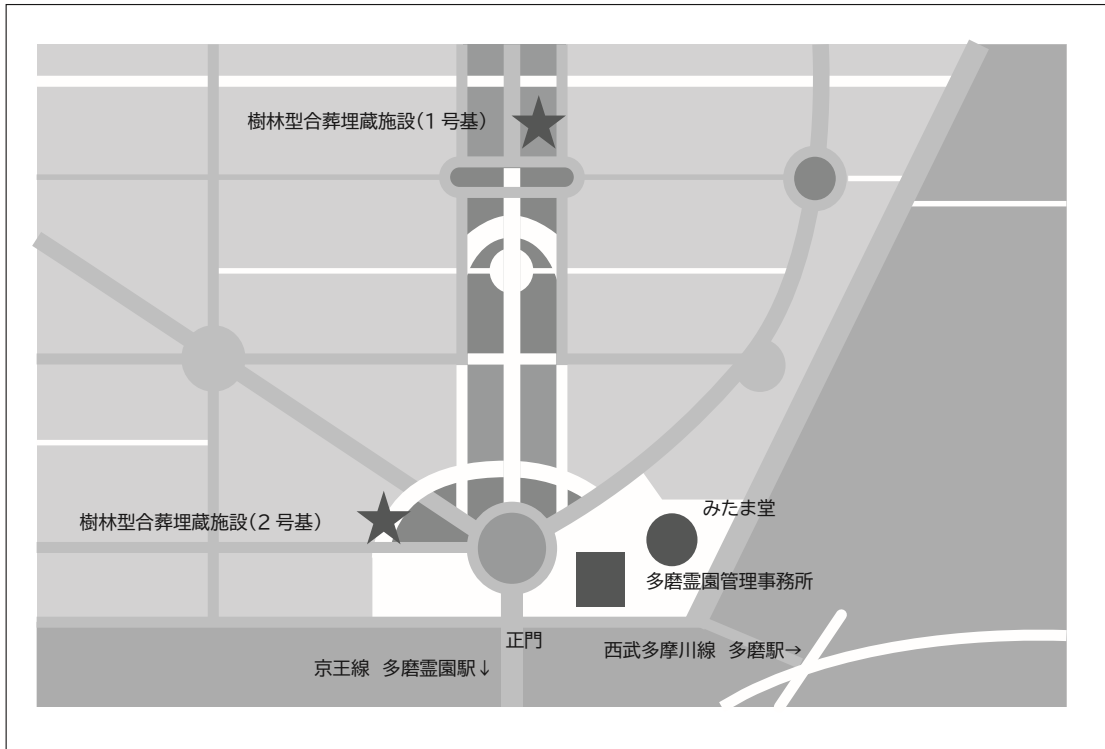 樹林型合葬埋蔵施設(1 号基)
樹林型合葬埋蔵施設(2 号基)
みたま堂
多磨霊園管理事務所
正門
西武多摩川線 多磨駅→
京王線 多磨霊園駅↓